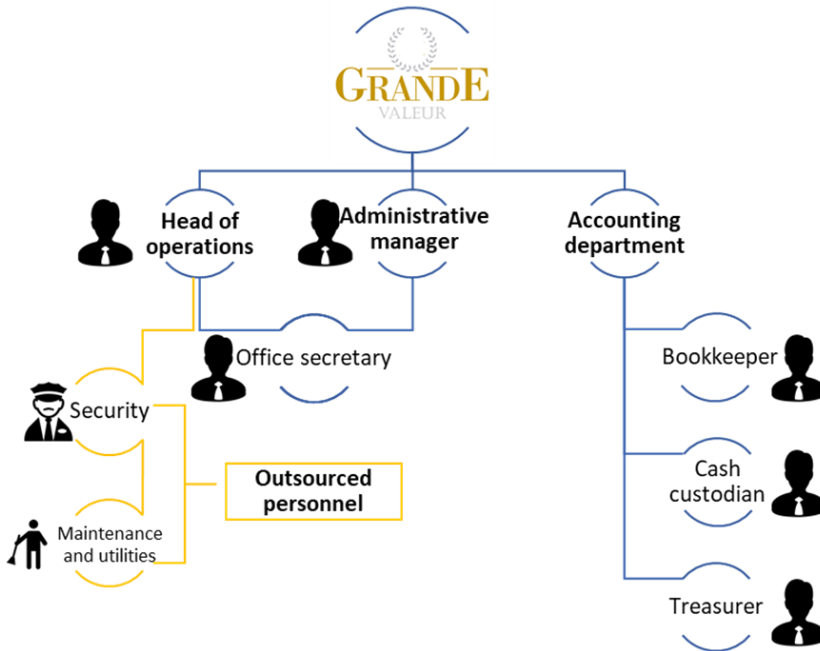 GRANDE
VALEUR
Head of
operations
Administrative
manager
Accounting
department
Office secretary
Bookkeeper
Security
Cash
custodian
Outsourced
personnel
Maintenance
and utilities
Treasurer